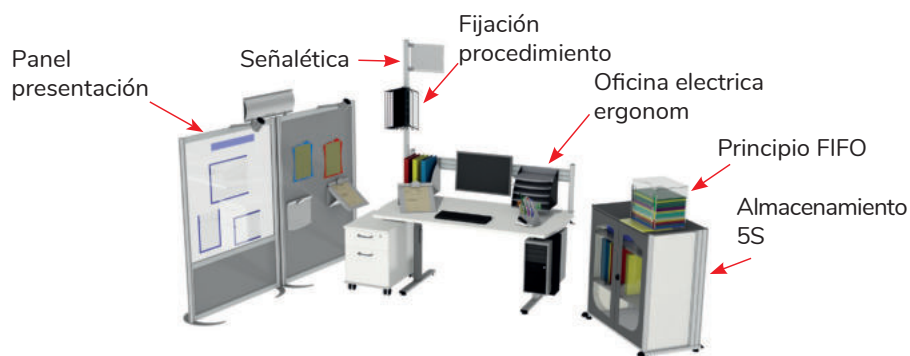 Panel
presentación
Señalética
Fijación
procedimiento
Oficina electrica
ergonom
Principio FIFO
Almacenamiento
5S